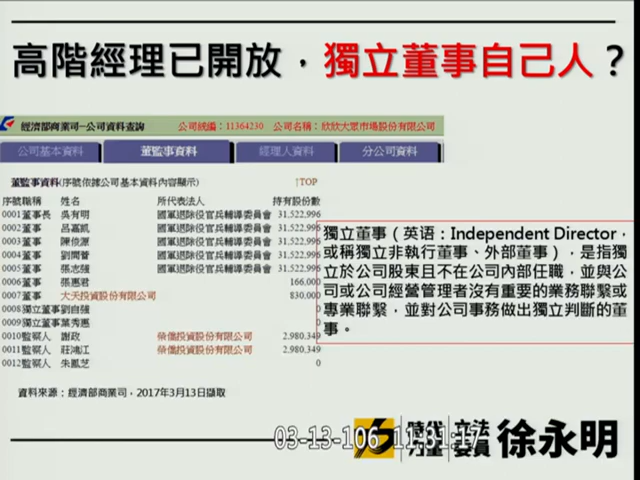 高階經理已開放，獨立董事自己人？
經濟部商業司--公司資料查詢 公司統編：11364230 公司名稱：欣欣大眾市場股份有限公司
公司基本資料 董監事資料 經理人資料 分公司資料
董監事資料(序號依據公司基本資料內容顯示) ↑TOP
序號職稱 姓名 所代表法人 持有股份數
0001董事長 吳有明 國軍退除役官兵輔導委員會 31,522,996
0002董事 呂嘉凱 國軍退除役官兵輔導委員會 31,522,996
0003董事 陳俊源 國軍退除役官兵輔導委員會 31,522,996
0004董事 國軍退除役官兵輔導委員會 31,522,996
0005董事 張志強 國軍退除役官兵輔導委員會 31,522,996
0006董事 張惠君 166,000
0007董事 大天投資股份有限公司 830,000
0008獨立董事劉自強 0
0009獨立董事葉秀惠 0
0010監察人 謝政 榮僑投資股份有限公司 2,980,349
0011監察人 莊鴻江 榮僑投資股份有限公司 2,980,349
0012監察人 朱鳳芝 0
獨立董事（英语：Independent Director，
或稱獨立非執行董事、外部董事），是指獨
立於公司股東且不在公司內部任職，並與公
司或公司經營管理者沒有重要的業務聯繫或
專業聯繫，並對公司事務做出獨立判斷的董
事。
資料來源：經濟部商業司，2017年3月13日擷取
03-13-106 11:31:17
時代力量 立法委員 徐永明